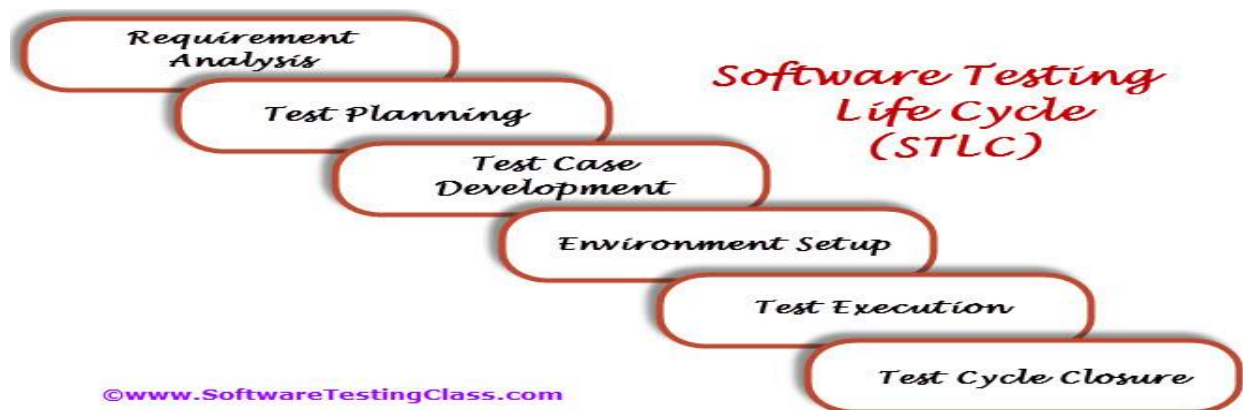 Requirement
Analysis
Software Testing
Life Cycle
(STLC)
Test Planning
Test Case
Development
Environment Setup
Test Execution
Test Cycle Closure
©www.SoftwareTestingClass.com